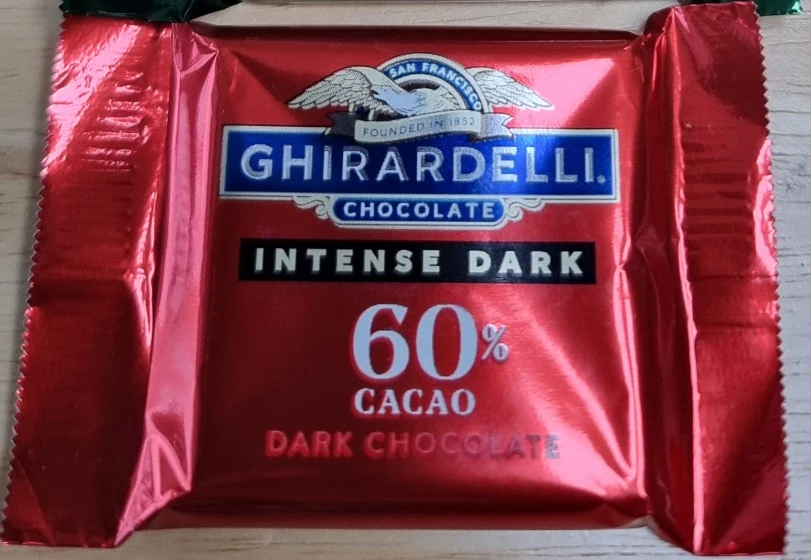 SAN FRANCISCO
FOUNDED IN 1852
GHIRARDELLI®
CHOCOLATE
INTENSE DARK
60%
CACAO
DARK CHOCOLATE